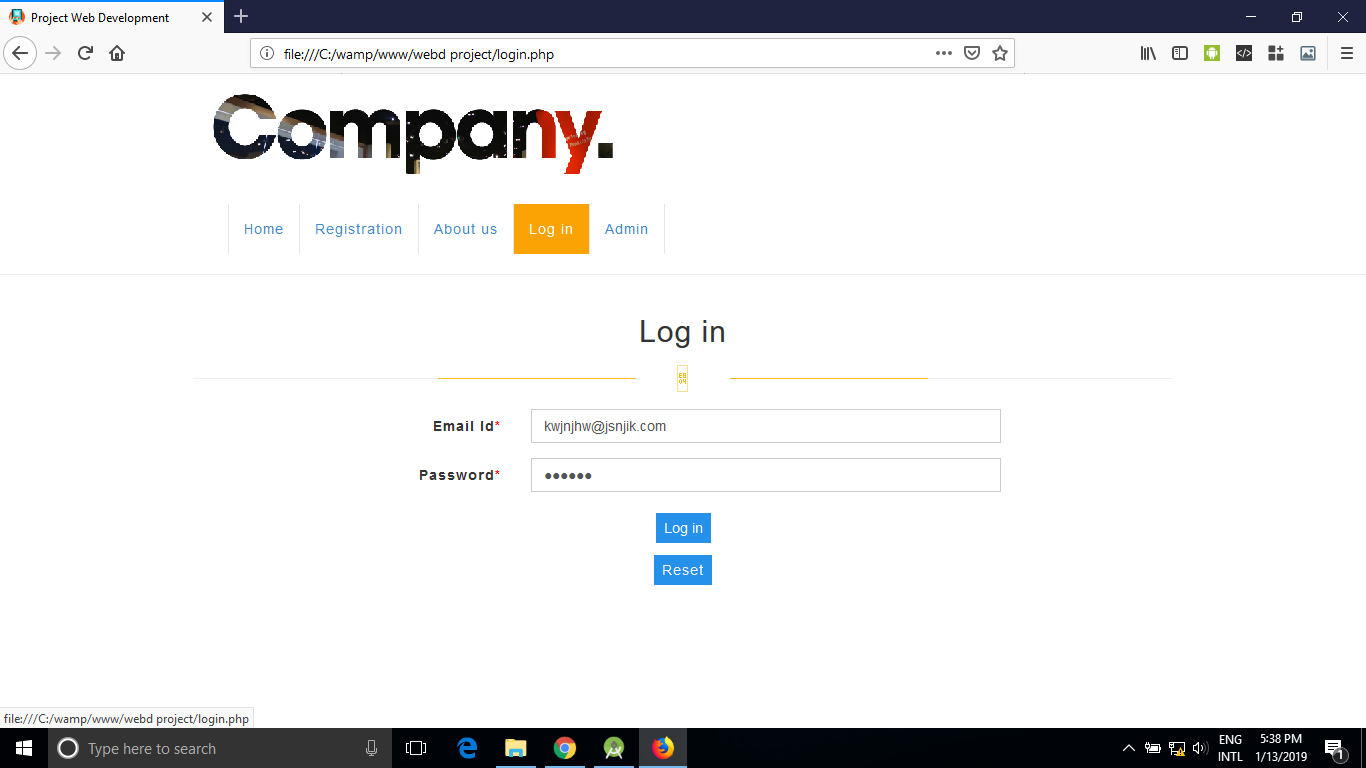 Project Web Development
file:///C:/wamp/www/webd project/login.php
Company.
Home
Registration
About us
Log in
Admin
Log in
Email Id*
kwjnjhw@jsnjik.com
Password*
Log in
Reset
file:///C:/wamp/www/webd project/login.php
Type here to search
ENG
INTL
5:38 PM
1/13/2019
1